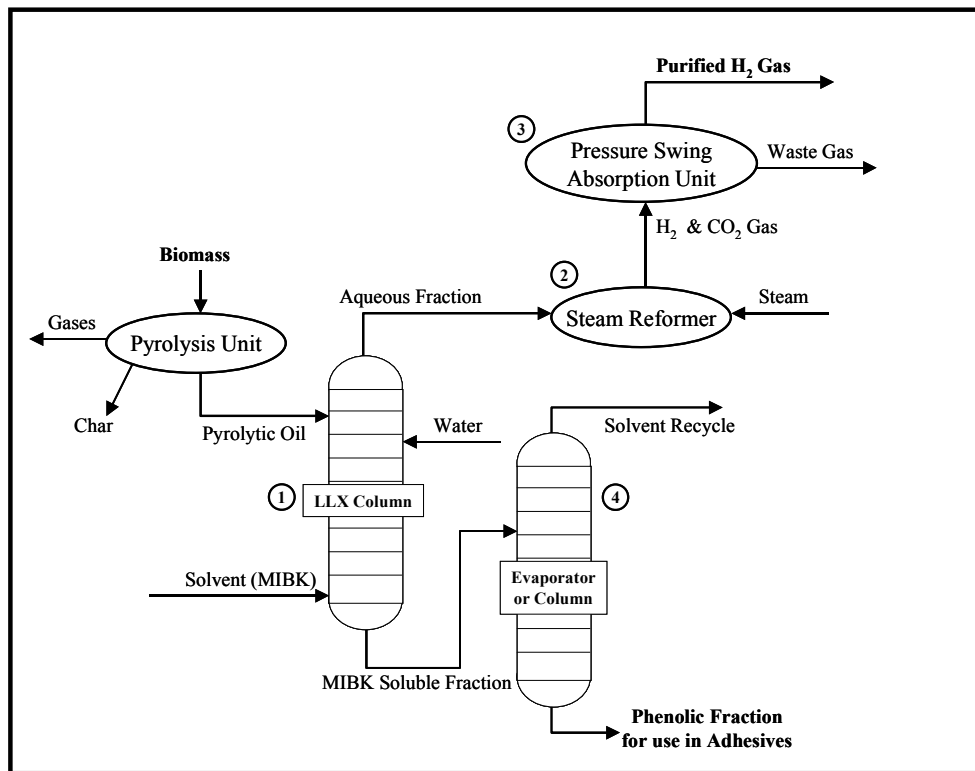 Purified H₂ Gas
3
Pressure Swing
Absorption Unit
Waste Gas
H₂ & CO₂ Gas
Biomass
2
Aqueous Fraction
Steam
Steam Reformer
Gases
Pyrolysis Unit
Char
Pyrolytic Oil
Water
Solvent Recycle
1
LLX Column
4
Solvent (MIBK)
Evaporator
or Column
MIBK Soluble Fraction
Phenolic Fraction
for use in Adhesives